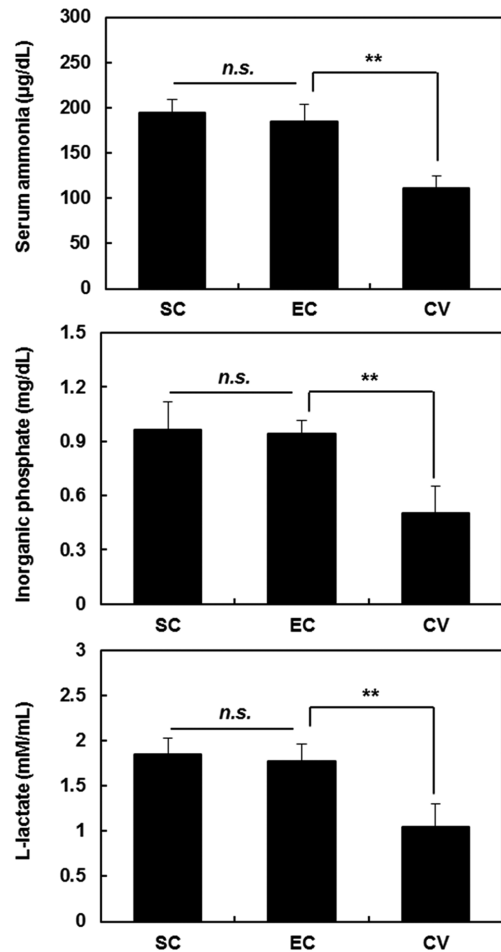 Serum ammonia (µg/dL)
300
250
200
150
100
50
0
n.s.
**
SC EC CV
Inorganic phosphate (mg/dL)
1.5
1.2
0.9
0.6
0.3
0
n.s.
**
SC EC CV
L-lactate (mM/mL)
3
2.5
2
1.5
1
0.5
0
n.s.
**
SC EC CV